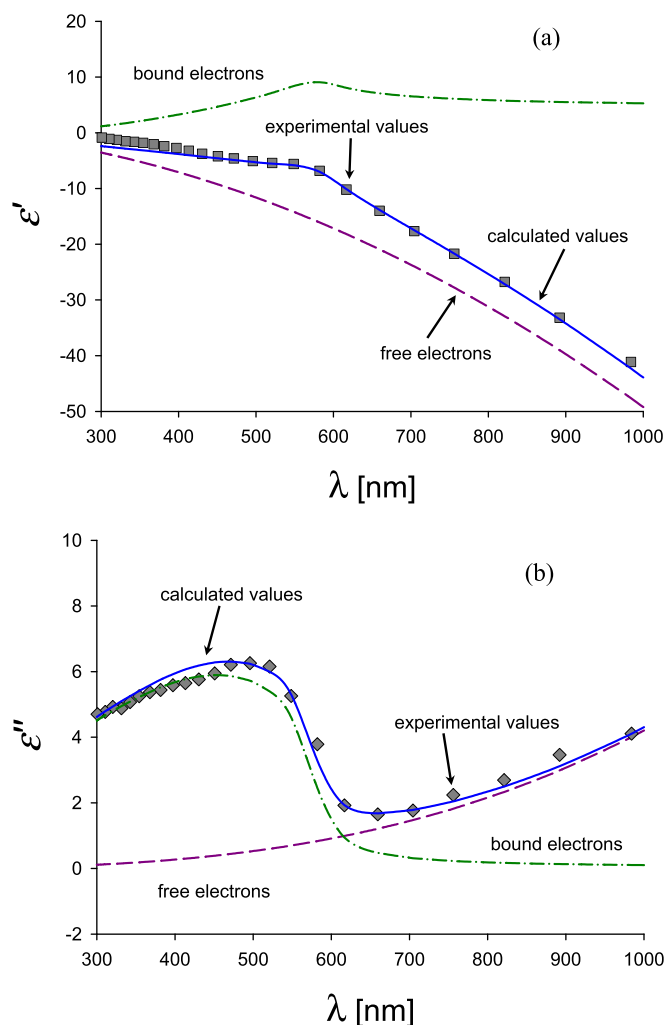 (a)
20
10
0
-10
-20
-30
-40
-50
bound electrons
experimental values
calculated values
free electrons
ε'
300 400 500 600 700 800 900 1000
λ [nm]
(b)
10
8
6
4
2
0
-2
calculated values
experimental values
bound electrons
free electrons
ε''
300 400 500 600 700 800 900 1000
λ [nm]